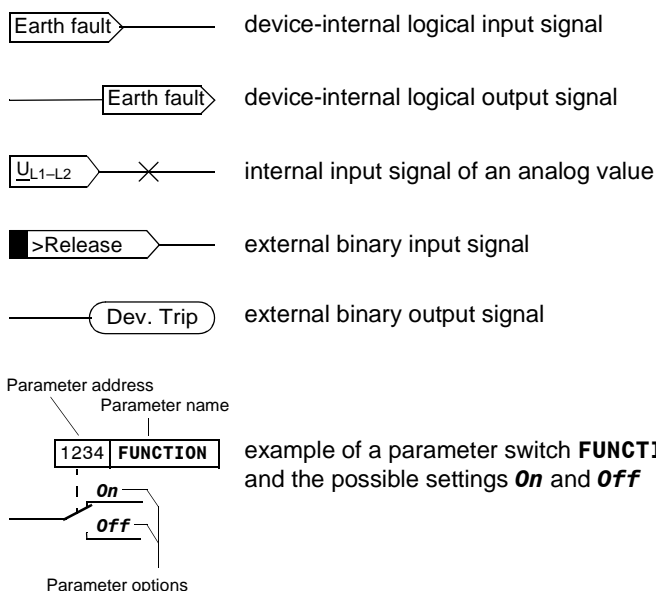 Earth fault device-internal logical input signal
Earth fault device-internal logical output signal
UL1–L2 internal input signal of an analog value
>Release external binary input signal
Dev. Trip external binary output signal
Parameter address
Parameter name
1234 FUNCTION example of a parameter switch FUNCTI
On and the possible settings On and Off
Off
Parameter options